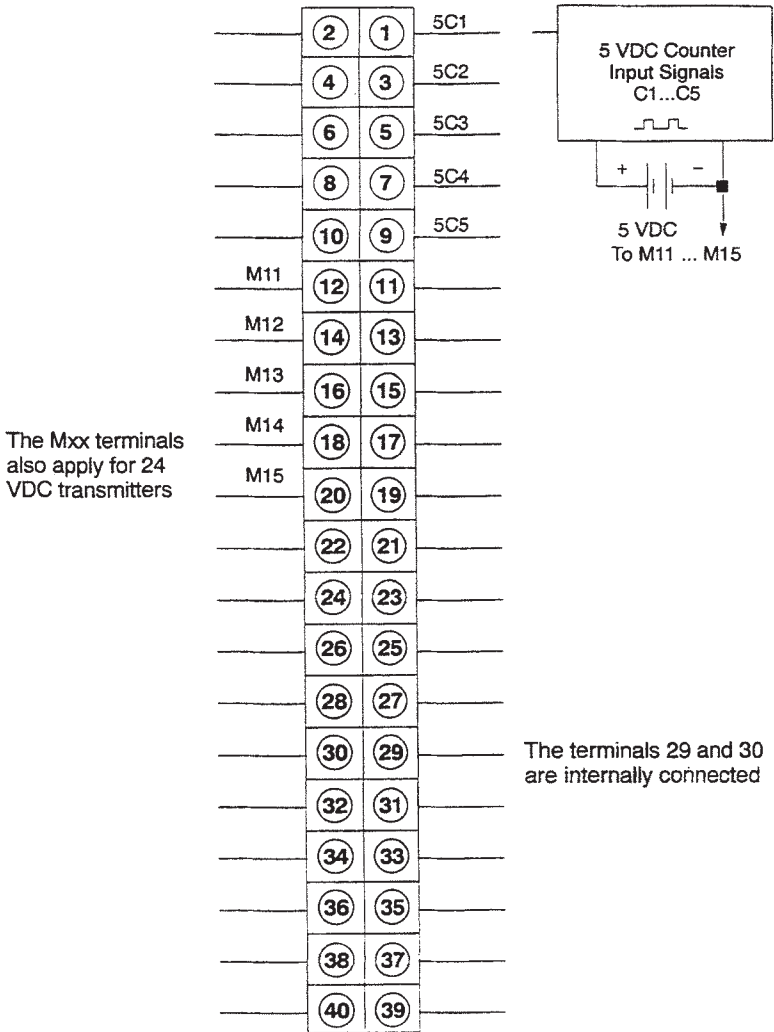 2 1 5C1
5 VDC Counter
Input Signals
C1...C5
4 3 5C2
6 5 5C3
+ −
8 7 5C4
5 VDC
To M11 ... M15
10 9 5C5
M11 12 11
M12 14 13
M13 16 15
The Mxx terminals
also apply for 24
VDC transmitters
M14 18 17
M15 20 19
22 21
24 23
26 25
28 27
30 29
The terminals 29 and 30
are internally connected
32 31
34 33
36 35
38 37
40 39